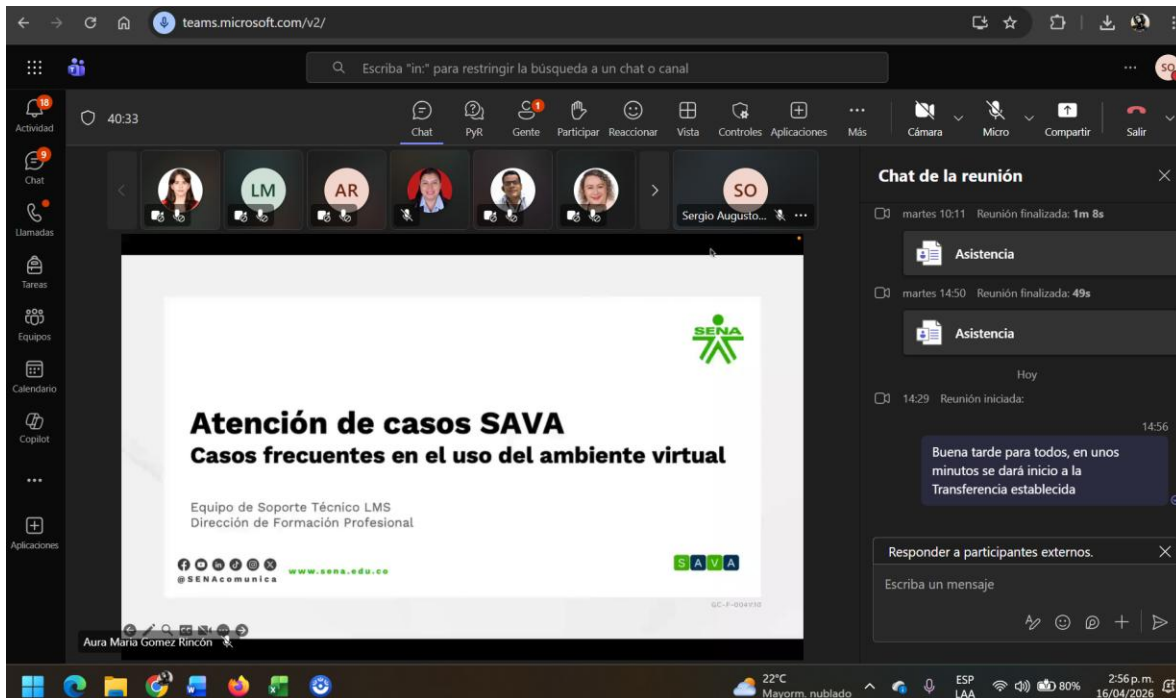 teams.microsoft.com/v2/
Escriba "in:" para restringir la búsqueda a un chat o canal
SO
18
Actividad
9
Chat
Llamadas
Tareas
Equipos
Calendario
Copilot
Aplicaciones
40:33
Chat
PyR
1
Gente
Participar
Reaccionar
Vista
Controles
Aplicaciones
Más
Cámara
Micro
Compartir
Salir
LM
AR
SO
Sergio Augusto...
SENA
Atención de casos SAVA
Casos frecuentes en el uso del ambiente virtual
Equipo de Soporte Técnico LMS
Dirección de Formación Profesional
@SENAcomunica
www.sena.edu.co
SAVA
Aura Maria Gomez Rincón
Chat de la reunión
martes 10:11 Reunión finalizada: 1m 8s
Asistencia
martes 14:50 Reunión finalizada: 49s
Asistencia
Hoy
14:29 Reunión iniciada:
14:56
Buena tarde para todos, en unos
minutos se dará inicio a la
Transferencia establecida
Responder a participantes externos.
Escriba un mensaje
22°C
Mayorm. nublado
ESP
LAA
80%
2:56 p. m.
16/04/2026